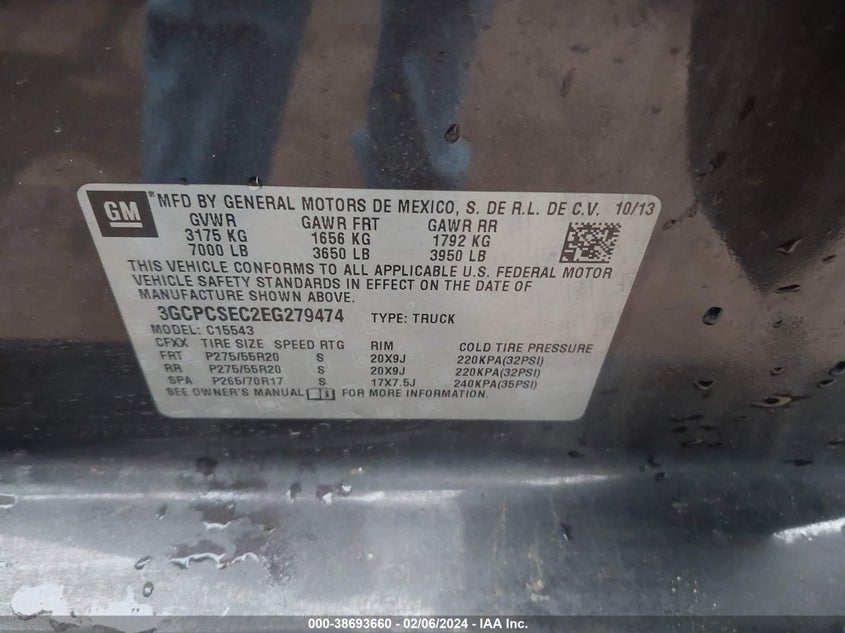 GM ® MFD BY GENERAL MOTORS DE MEXICO, S. DE R.L. DE C.V. 10/13
GVWR GAWR FRT GAWR RR
3175 KG 1656 KG 1792 KG
7000 LB 3650 LB 3950 LB
THIS VEHICLE CONFORMS TO ALL APPLICABLE U.S. FEDERAL MOTOR
VEHICLE SAFETY STANDARDS IN EFFECT ON THE DATE OF
MANUFACTURE SHOWN ABOVE.
3GCPCSEC2EG279474 TYPE: TRUCK
MODEL: C15543
CFXX TIRE SIZE SPEED RTG RIM COLD TIRE PRESSURE
FRT P275/55R20 S 20X9J 220KPA(32PSI)
RR P275/55R20 S 20X9J 220KPA(32PSI)
SPA P265/70R17 S 17X7.5J 240KPA(35PSI)
SEE OWNER'S MANUAL FOR MORE INFORMATION.
000-38693660 - 02/06/2024 - IAA Inc.